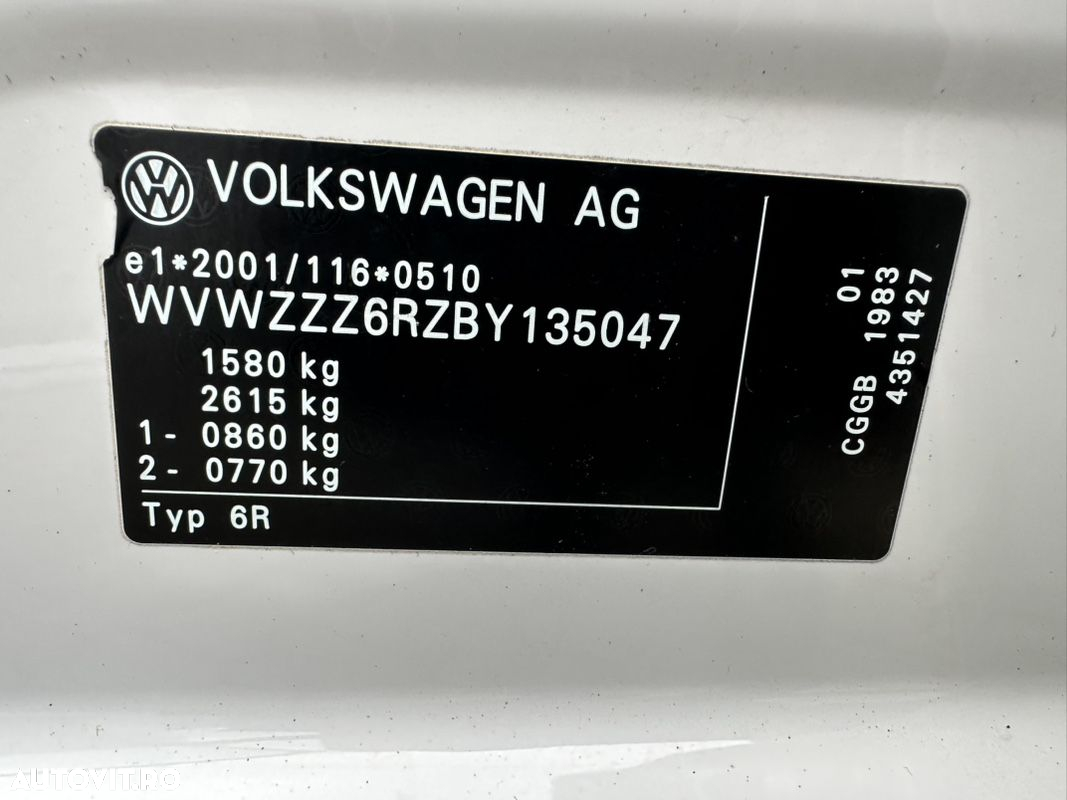 VOLKSWAGEN AG
e1*2001/116*0510
WVWZZZ6RZBY135047
1580 kg
2615 kg
1- 0860 kg
2- 0770 kg
Typ 6R
01
CGGB 1983
4351427
AUTOVIT.RO